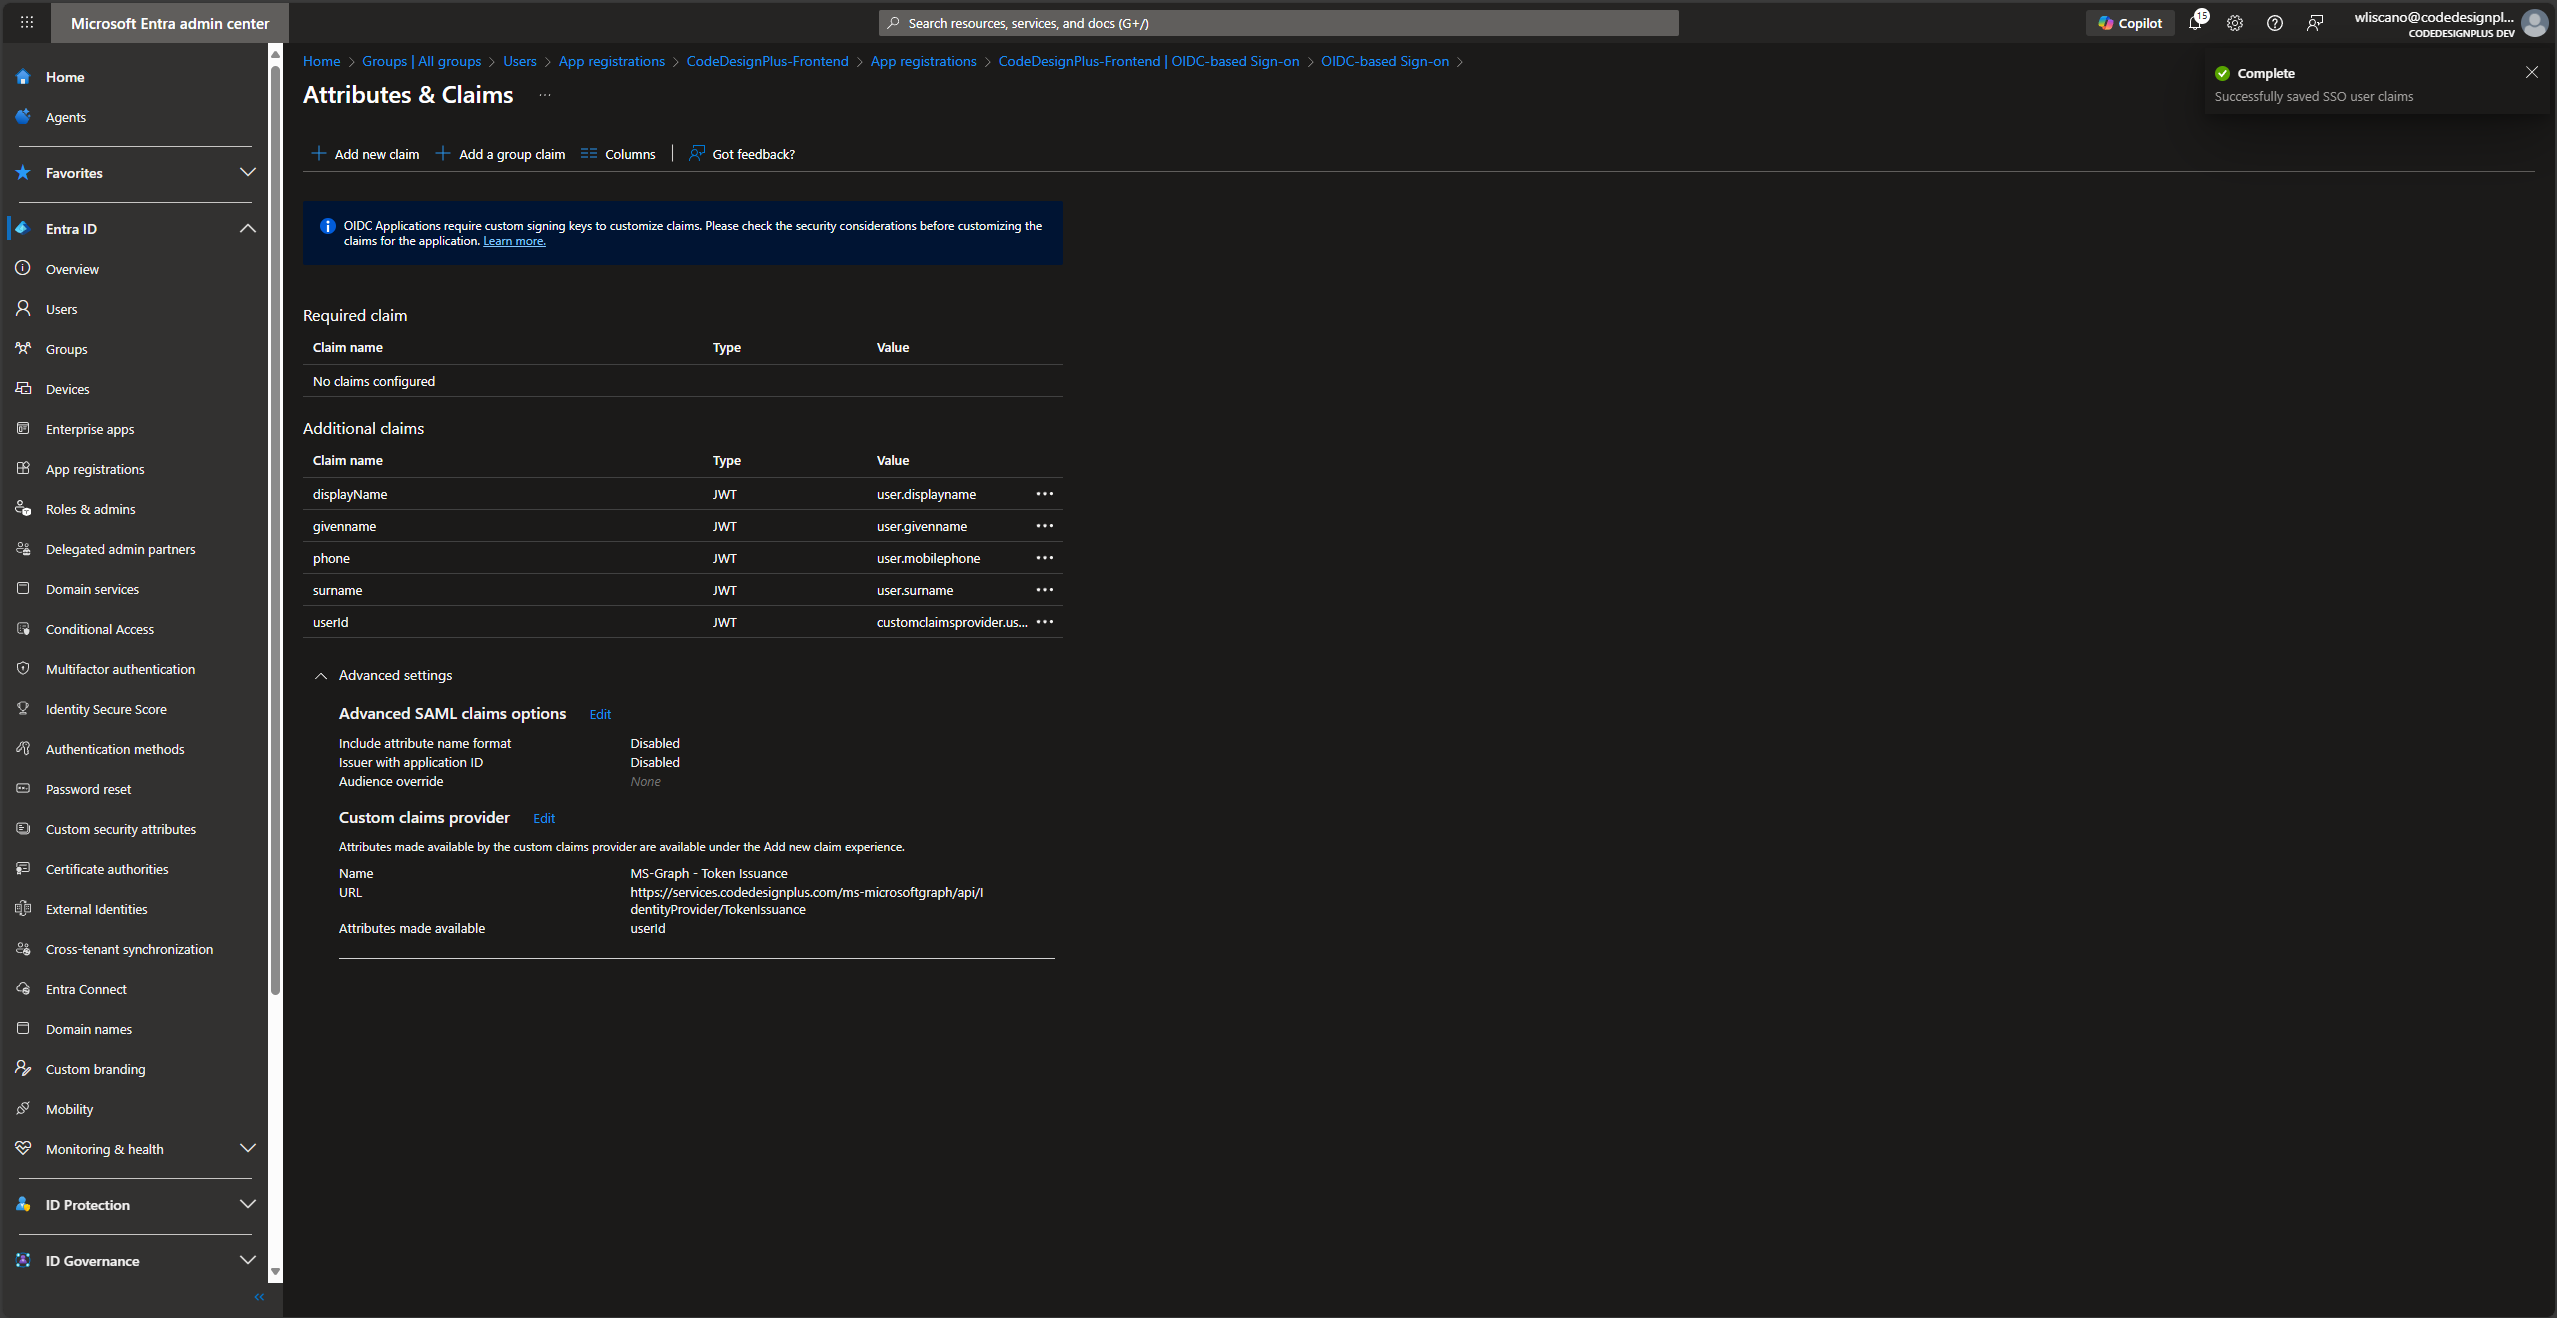 Microsoft Entra admin center
Search resources, services, and docs (G+/)
Copilot
15
wliscano@codedesignpl...
CODEDESIGNPLUS DEV
Home
Agents
Favorites
Entra ID
Overview
Users
Groups
Devices
Enterprise apps
App registrations
Roles & admins
Delegated admin partners
Domain services
Conditional Access
Multifactor authentication
Identity Secure Score
Authentication methods
Password reset
Custom security attributes
Certificate authorities
External Identities
Cross-tenant synchronization
Entra Connect
Domain names
Custom branding
Mobility
Monitoring & health
ID Protection
ID Governance
Home > Groups | All groups > Users > App registrations > CodeDesignPlus-Frontend > App registrations > CodeDesignPlus-Frontend | OIDC-based Sign-on > OIDC-based Sign-on >
Attributes & Claims ...
Complete
Successfully saved SSO user claims
Add new claim Add a group claim Columns | Got feedback?
OIDC Applications require custom signing keys to customize claims. Please check the security considerations before customizing the
claims for the application. Learn more.
Required claim
Claim name Type Value
No claims configured
Additional claims
Claim name Type Value
displayName JWT user.displayname ...
givenname JWT user.givenname ...
phone JWT user.mobilephone ...
surname JWT user.surname ...
userId JWT customclaimsprovider.us... ...
Advanced settings
Advanced SAML claims options Edit
Include attribute name format Disabled
Issuer with application ID Disabled
Audience override None
Custom claims provider Edit
Attributes made available by the custom claims provider are available under the Add new claim experience.
Name MS-Graph - Token Issuance
URL https://services.codedesignplus.com/ms-microsoftgraph/api/I
dentityProvider/TokenIssuance
Attributes made available userId